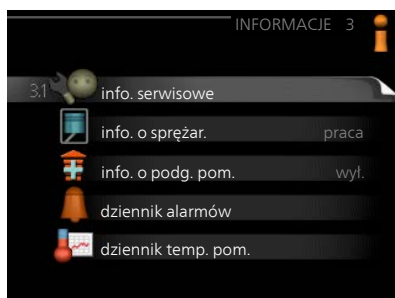 INFORMACJE 3
3.1 info. serwisowe
info. o sprężar. praca
info. o podg. pom. wył.
dziennik alarmów
dziennik temp. pom.